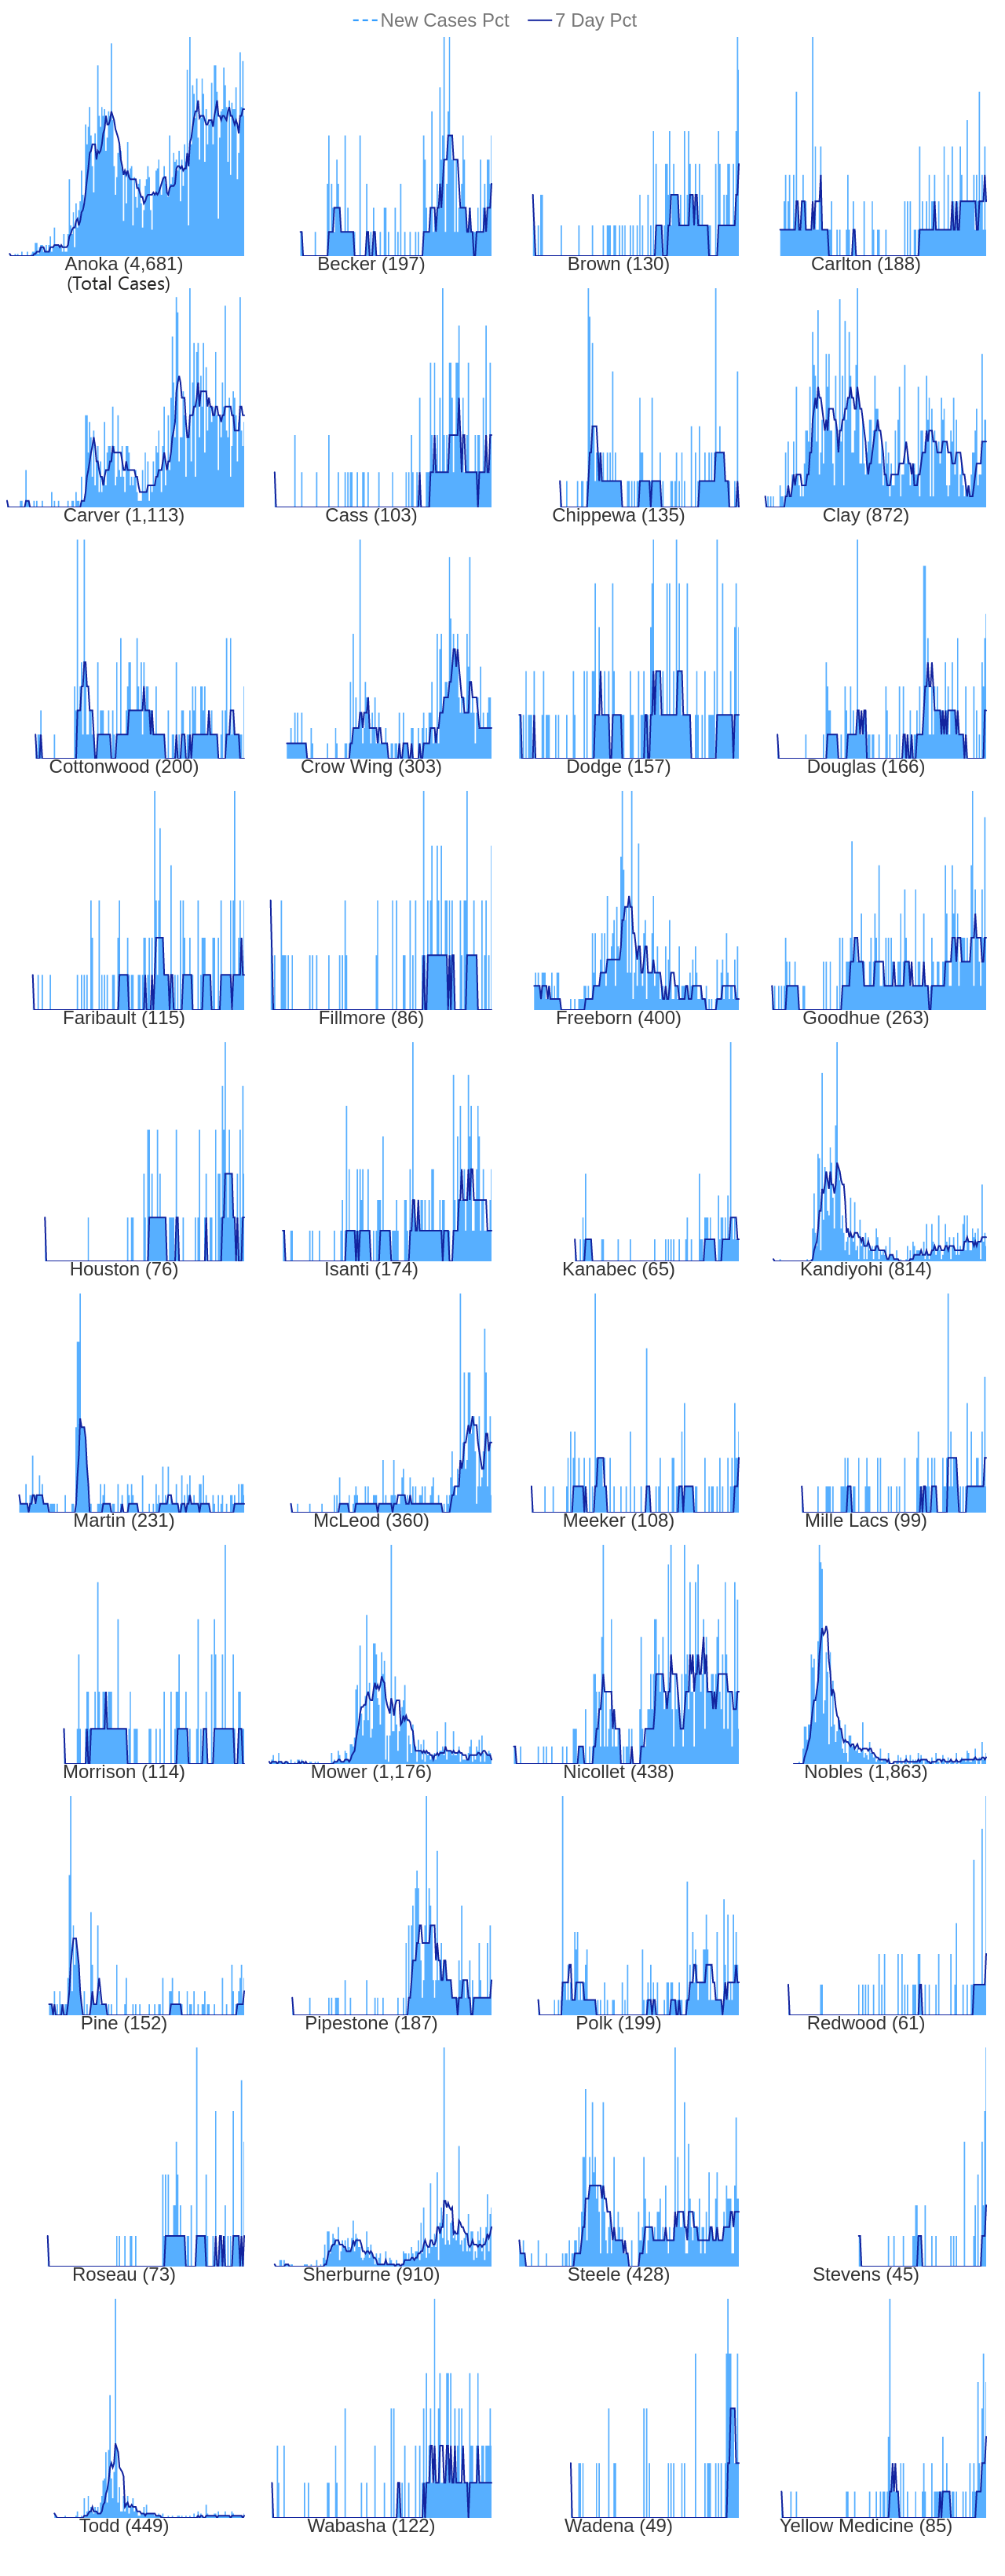 New Cases Pct 7 Day Pct
Anoka (4,681) Becker (197) Brown (130) Carlton (188)
(Total Cases)
Carver (1,113) Cass (103) Chippewa (135) Clay (872)
Cottonwood (200) Crow Wing (303) Dodge (157) Douglas (166)
Faribault (115) Fillmore (86) Freeborn (400) Goodhue (263)
Houston (76) Isanti (174) Kanabec (65) Kandiyohi (814)
Martin (231) McLeod (360) Meeker (108) Mille Lacs (99)
Morrison (114) Mower (1,176) Nicollet (438) Nobles (1,863)
Pine (152) Pipestone (187) Polk (199) Redwood (61)
Roseau (73) Sherburne (910) Steele (428) Stevens (45)
Todd (449) Wabasha (122) Wadena (49) Yellow Medicine (85)